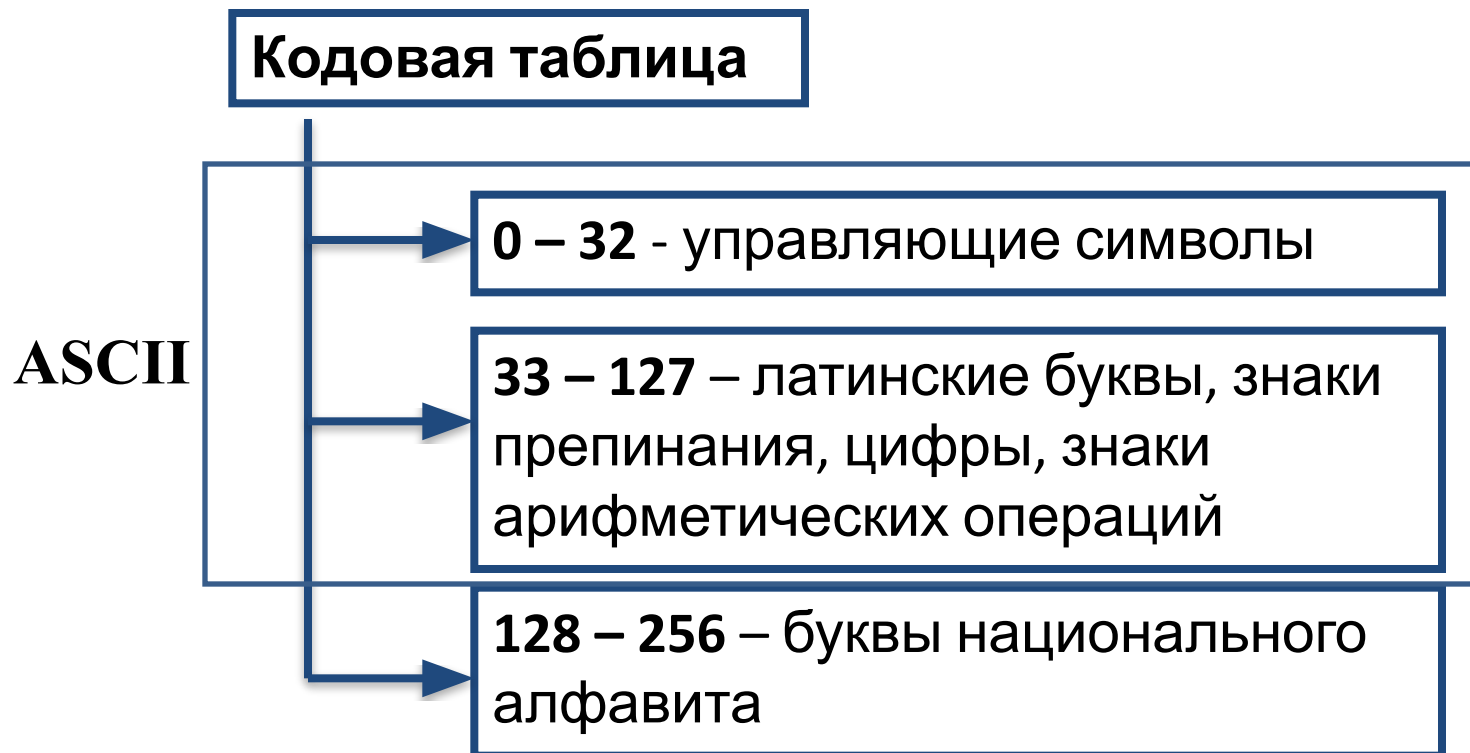 Кодовая таблица
0 – 32 - управляющие символы
ASCII
33 – 127 – латинские буквы, знаки
препинания, цифры, знаки
арифметических операций
128 – 256 – буквы национального
алфавита